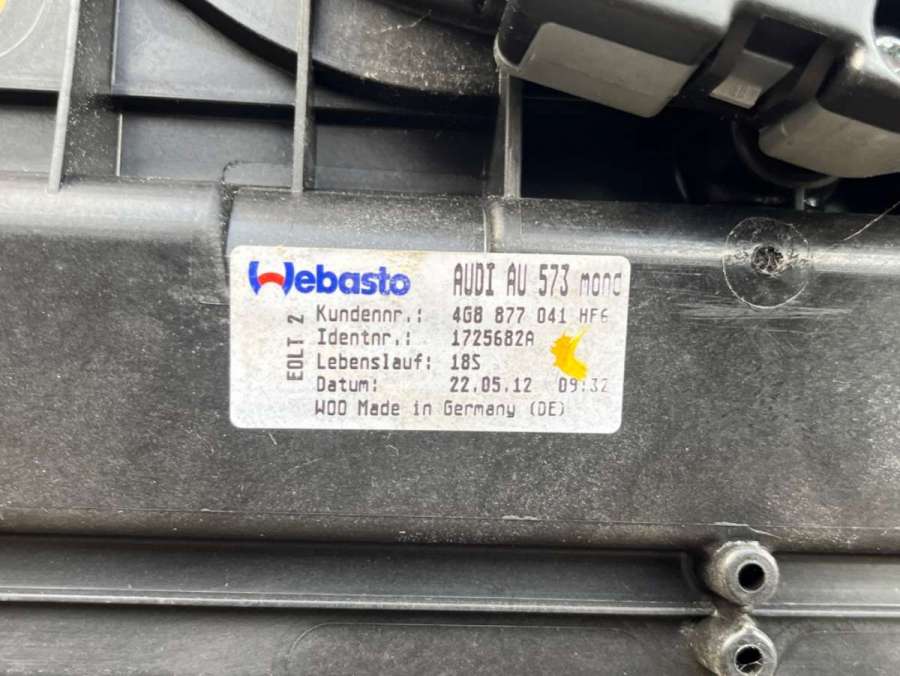 Webasto AUDI AU 573 mond
Kundennr.: 4G8 877 041 HF6
Identnr.: 1725682A
Lebenslauf: 18S
Datum: 22.05.12 09:32
WOO Made in Germany (DE)
EOLT 2